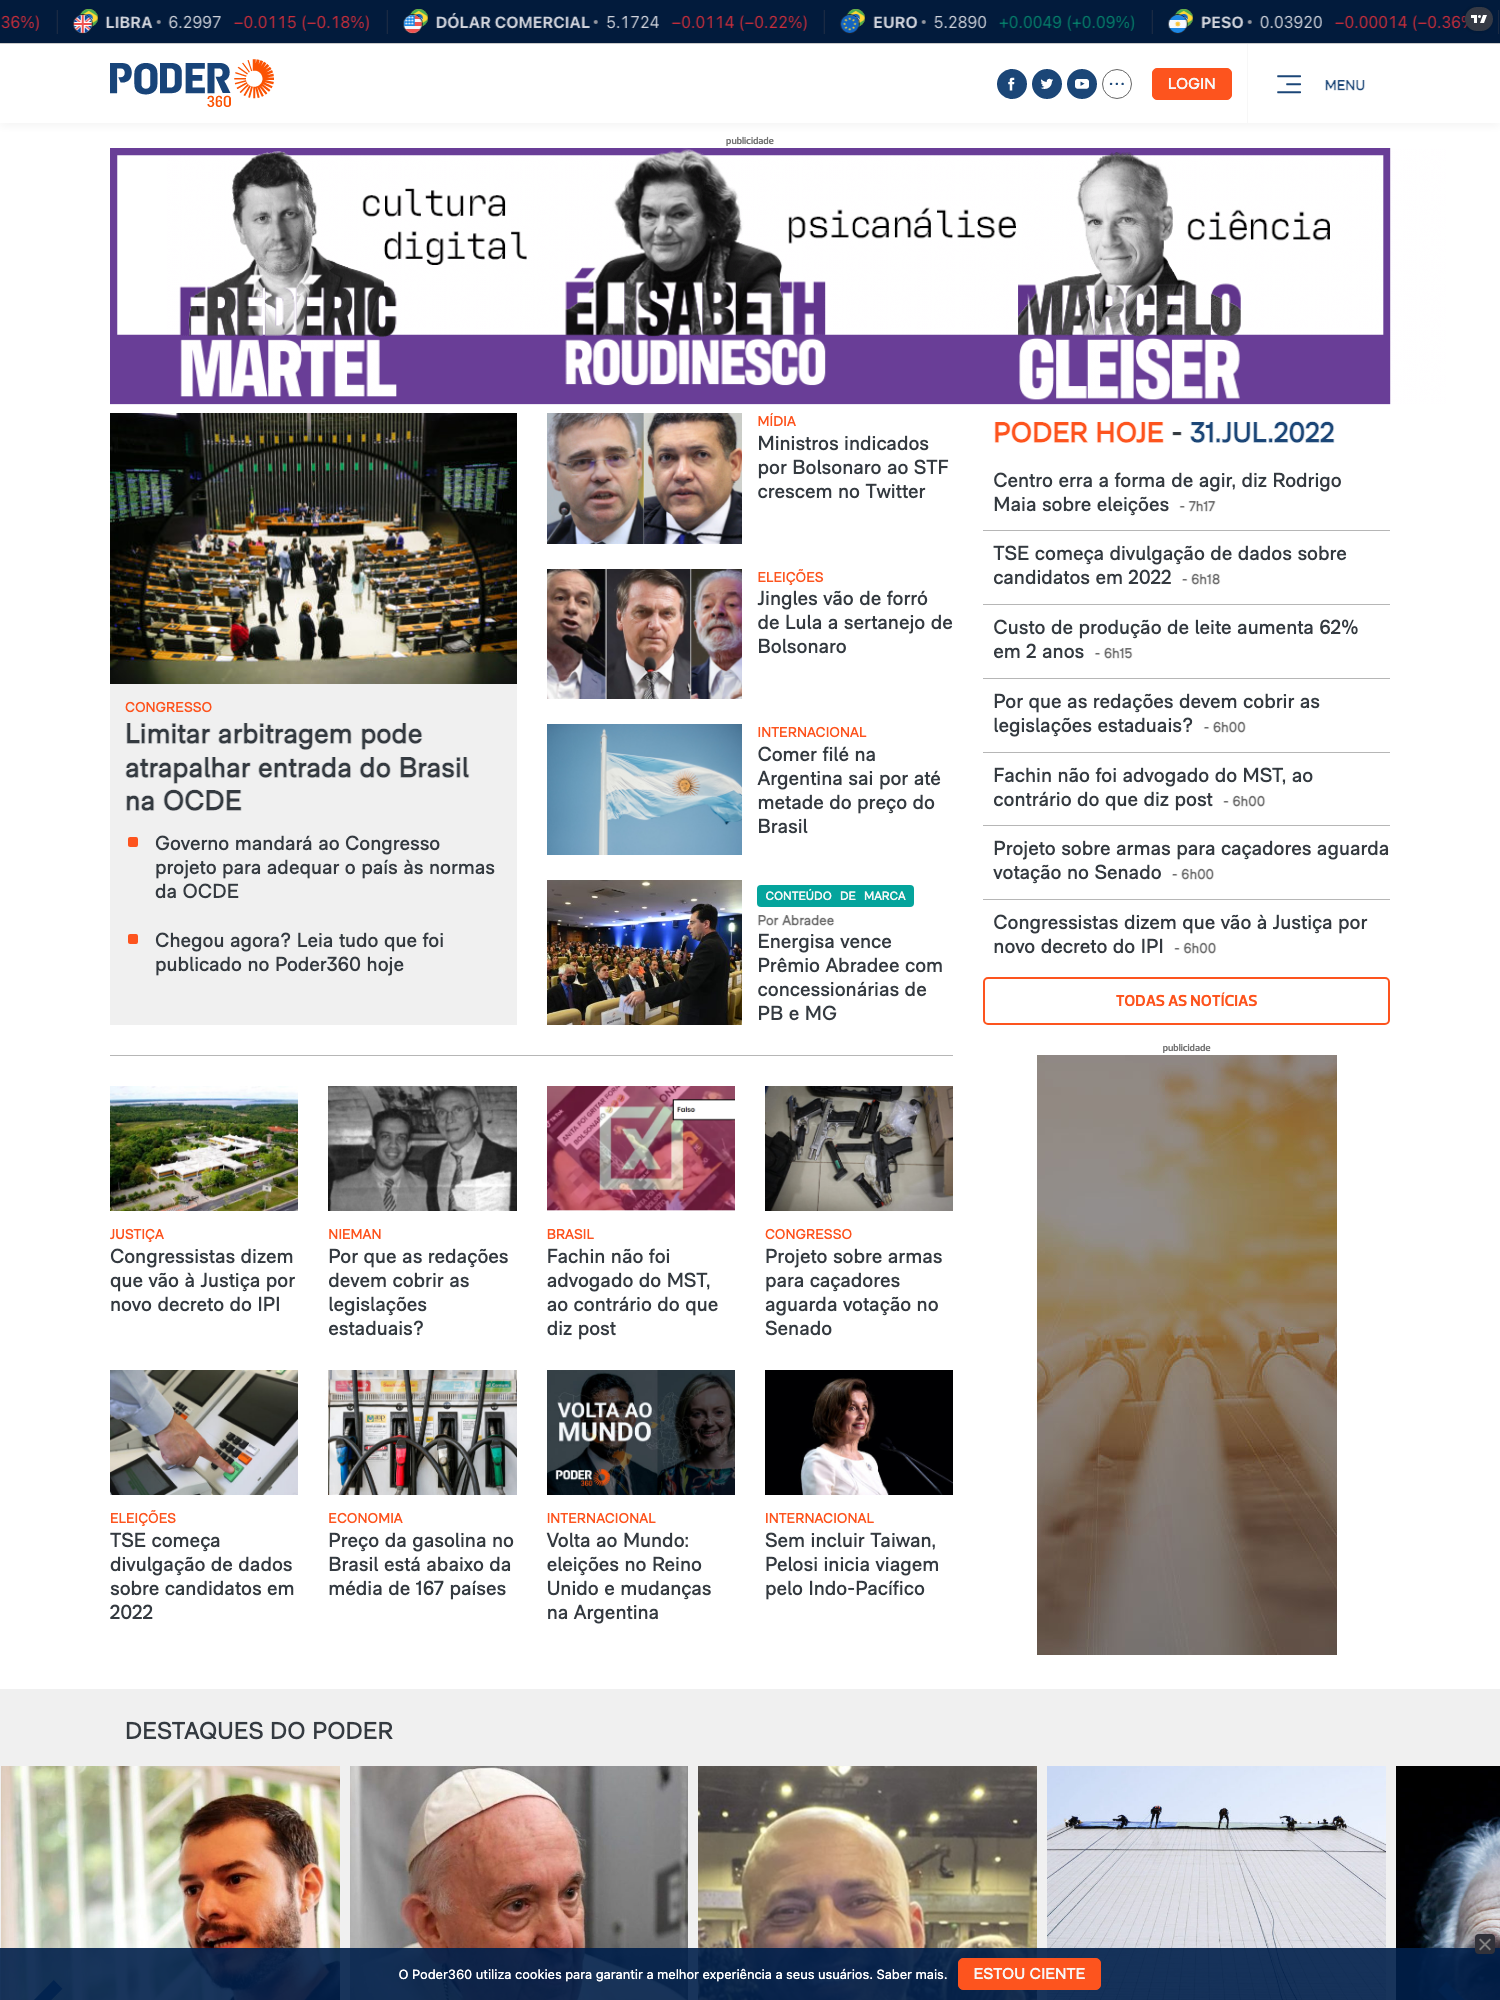 36%)
LIBRA • 6.2997 −0.0115 (−0.18%)
DÓLAR COMERCIAL • 5.1724 −0.0114 (−0.22%)
EURO • 5.2890 +0.0049 (+0.09%)
PESO • 0.03920 −0.00014 (−0.36%
PODER
360
LOGIN
MENU
publicidade
cultura
digital
FRÉDÉRIC
MARTEL
psicanálise
ÉLISABETH
ROUDINESCO
ciência
MARCELO
GLEISER
CONGRESSO
Limitar arbitragem pode
atrapalhar entrada do Brasil
na OCDE
Governo mandará ao Congresso
projeto para adequar o país às normas
da OCDE
Chegou agora? Leia tudo que foi
publicado no Poder360 hoje
MÍDIA
Ministros indicados
por Bolsonaro ao STF
crescem no Twitter
ELEIÇÕES
Jingles vão de forró
de Lula a sertanejo de
Bolsonaro
INTERNACIONAL
Comer filé na
Argentina sai por até
metade do preço do
Brasil
CONTEÚDO DE MARCA
Por Abradee
Energisa vence
Prêmio Abradee com
concessionárias de
PB e MG
PODER HOJE - 31.JUL.2022
Centro erra a forma de agir, diz Rodrigo
Maia sobre eleições - 7h17
TSE começa divulgação de dados sobre
candidatos em 2022 - 6h18
Custo de produção de leite aumenta 62%
em 2 anos - 6h15
Por que as redações devem cobrir as
legislações estaduais? - 6h00
Fachin não foi advogado do MST, ao
contrário do que diz post - 6h00
Projeto sobre armas para caçadores aguarda
votação no Senado - 6h00
Congressistas dizem que vão à Justiça por
novo decreto do IPI - 6h00
TODAS AS NOTÍCIAS
publicidade
JUSTIÇA
Congressistas dizem
que vão à Justiça por
novo decreto do IPI
NIEMAN
Por que as redações
devem cobrir as
legislações
estaduais?
Falso
BRASIL
Fachin não foi
advogado do MST,
ao contrário do que
diz post
CONGRESSO
Projeto sobre armas
para caçadores
aguarda votação no
Senado
ELEIÇÕES
TSE começa
divulgação de dados
sobre candidatos em
2022
ECONOMIA
Preço da gasolina no
Brasil está abaixo da
média de 167 países
VOLTA AO
MUNDO
PODER
360
INTERNACIONAL
Volta ao Mundo:
eleições no Reino
Unido e mudanças
na Argentina
INTERNACIONAL
Sem incluir Taiwan,
Pelosi inicia viagem
pelo Indo-Pacífico
DESTAQUES DO PODER
O Poder360 utiliza cookies para garantir a melhor experiência a seus usuários. Saber mais.
ESTOU CIENTE